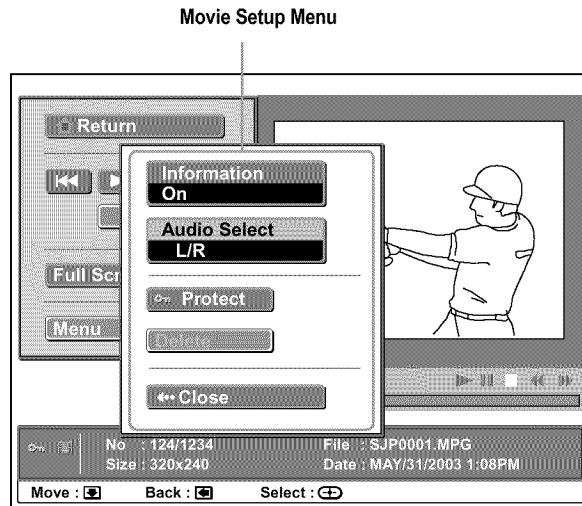 Movie Setup Menu
Return
Information
On
Audio Select
L/R
Full Scr
Protect
Menu
Delete
Close
No : 124/1234
File : SJP0001.MPG
Size : 320x240
Date : MAY/31/2003 1:08PM
Move :
Back :
Select :